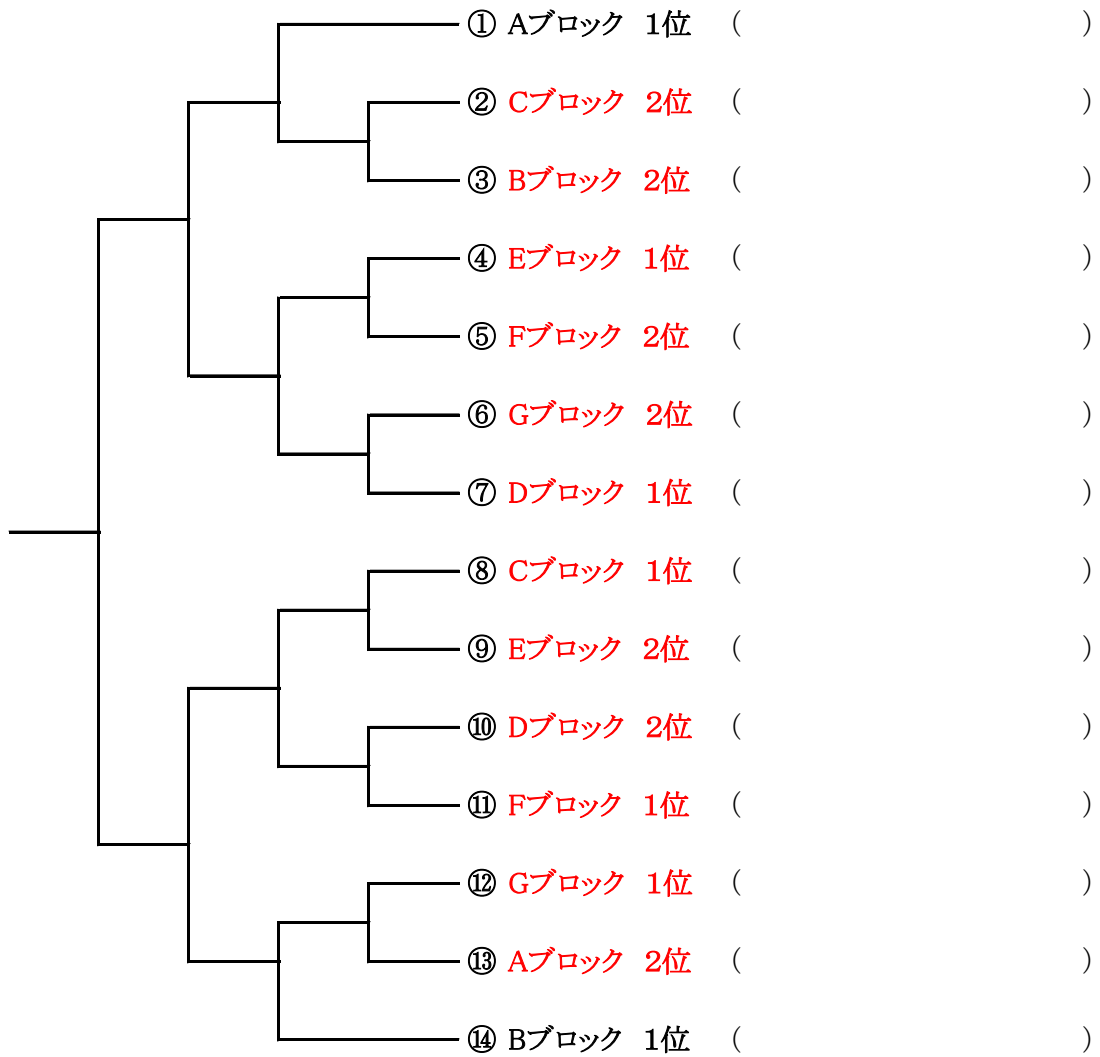 ① Aブロック　1位　（　　　　　　　　　　）
② Cブロック　2位　（　　　　　　　　　　）
③ Bブロック　2位　（　　　　　　　　　　）
④ Eブロック　1位　（　　　　　　　　　　）
⑤ Fブロック　2位　（　　　　　　　　　　）
⑥ Gブロック　2位　（　　　　　　　　　　）
⑦ Dブロック　1位　（　　　　　　　　　　）
⑧ Cブロック　1位　（　　　　　　　　　　）
⑨ Eブロック　2位　（　　　　　　　　　　）
⑩ Dブロック　2位　（　　　　　　　　　　）
⑪ Fブロック　1位　（　　　　　　　　　　）
⑫ Gブロック　1位　（　　　　　　　　　　）
⑬ Aブロック　2位　（　　　　　　　　　　）
⑭ Bブロック　1位　（　　　　　　　　　　）